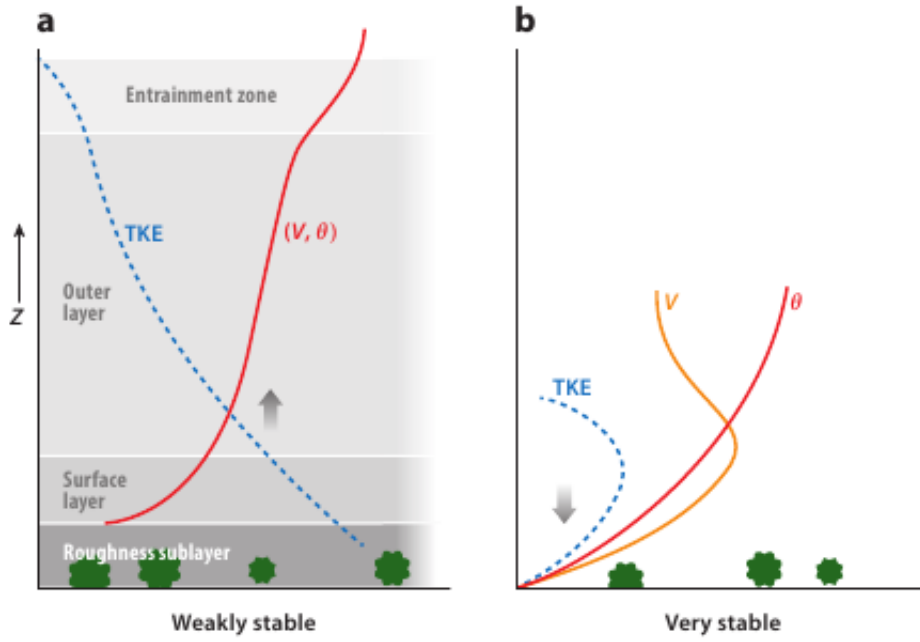 a
Entrainment zone
TKE
(V, θ)
Outer
layer
Z
Surface
layer
Roughness sublayer
Weakly stable
b
V
θ
TKE
Very stable